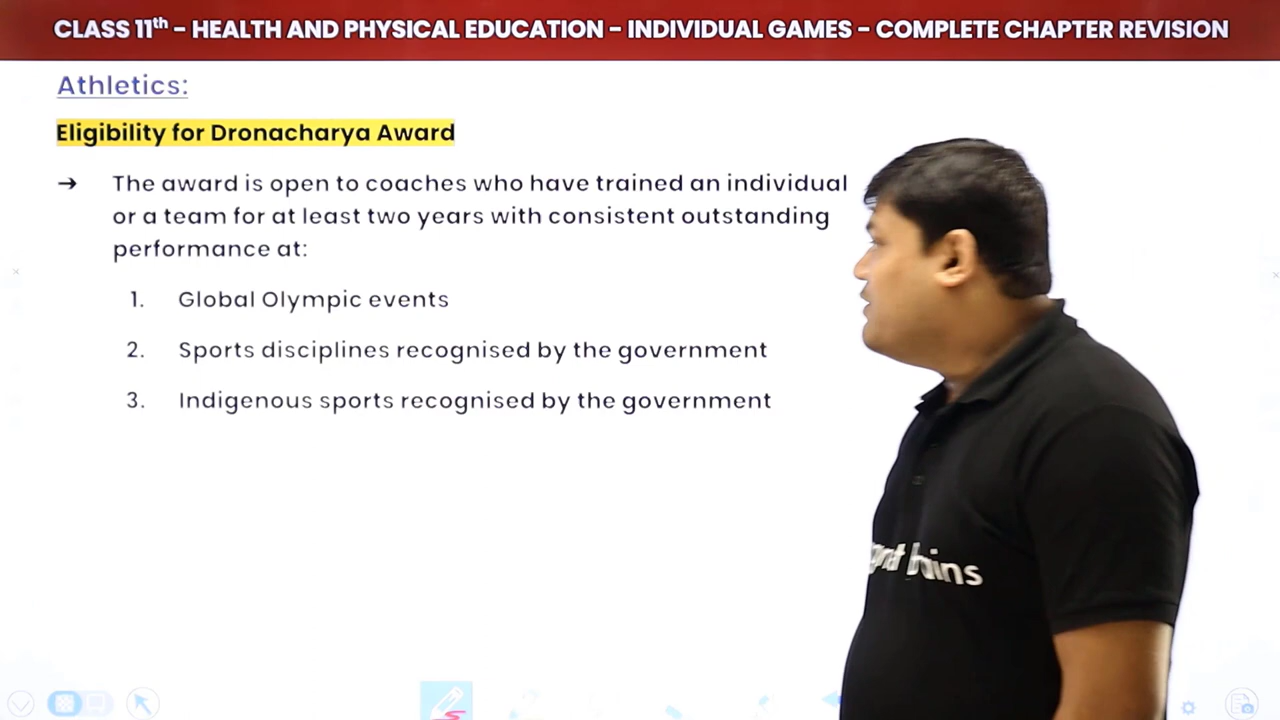 CLASS 11th – HEALTH AND PHYSICAL EDUCATION – INDIVIDUAL GAMES – COMPLETE CHAPTER REVISION
Athletics:
Eligibility for Dronacharya Award
→ The award is open to coaches who have trained an individual
or a team for at least two years with consistent outstanding
performance at:
1. Global Olympic events
2. Sports disciplines recognised by the government
3. Indigenous sports recognised by the government